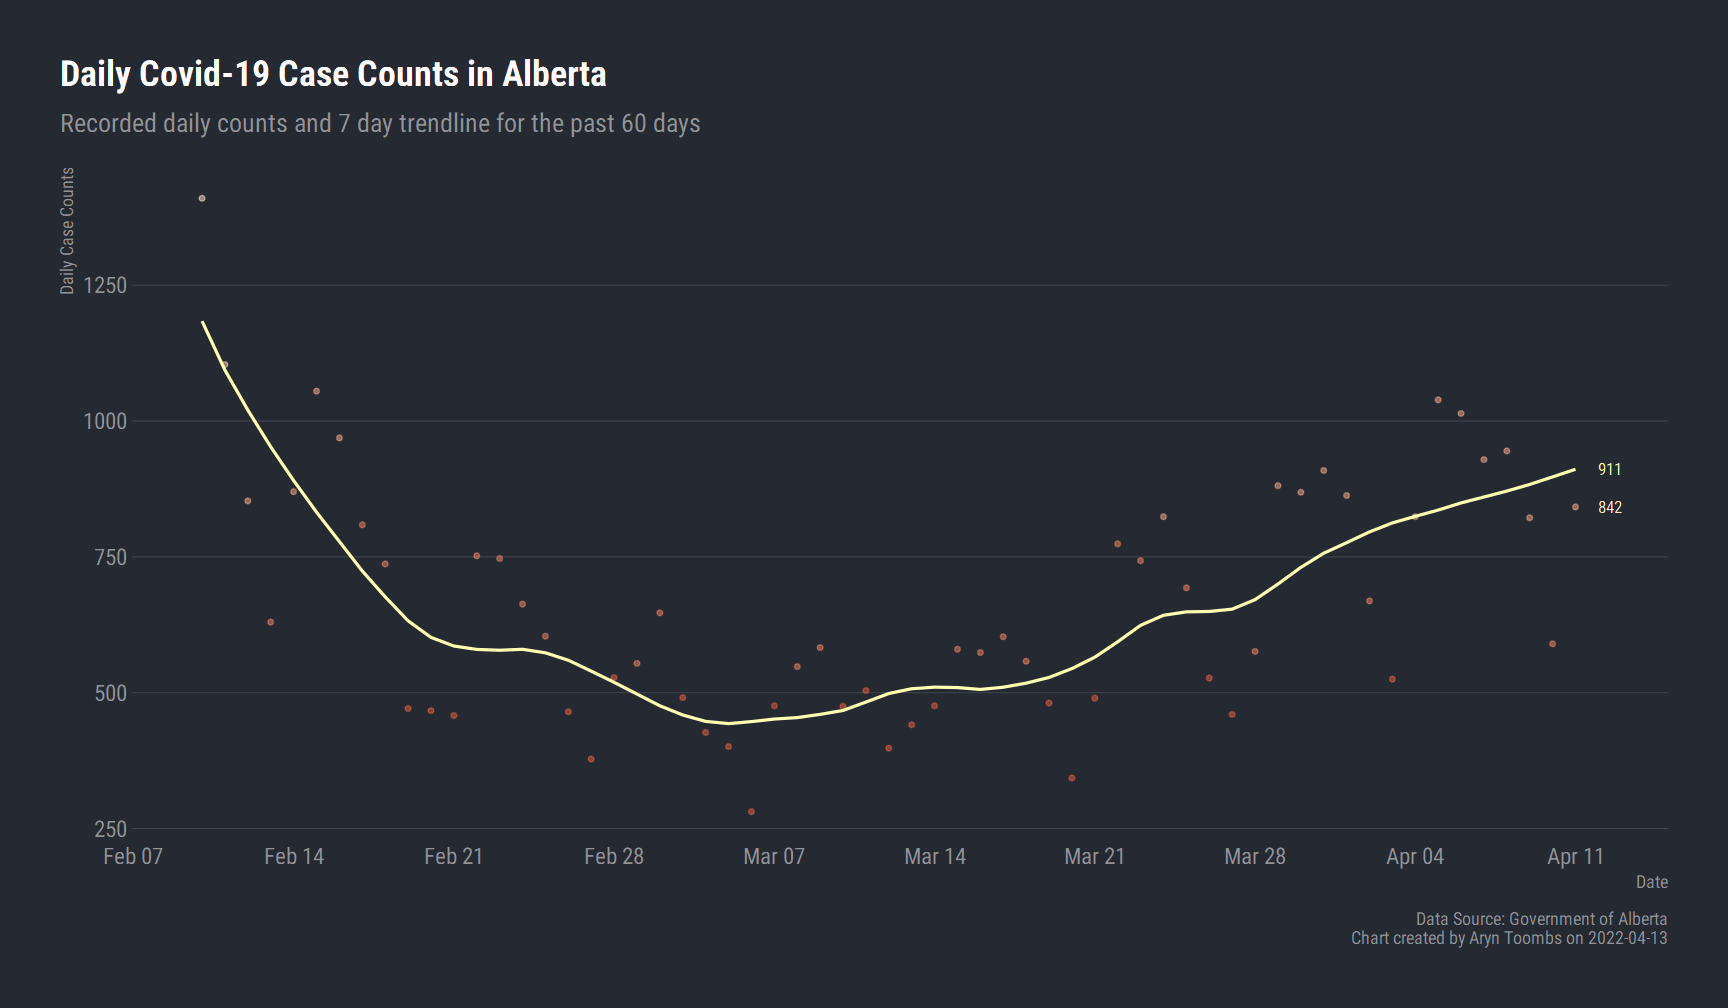 Daily Covid-19 Case Counts in Alberta
Recorded daily counts and 7 day trendline for the past 60 days
Daily Case Counts
1250
1000
750
500
250
911
842
Feb 07 Feb 14 Feb 21 Feb 28 Mar 07 Mar 14 Mar 21 Mar 28 Apr 04 Apr 11
Date
Data Source: Government of Alberta
Chart created by Aryn Toombs on 2022-04-13